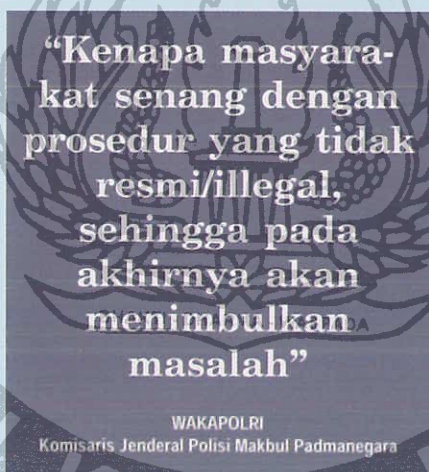 “Kenapa masyara-
kat senang dengan
prosedur yang tidak
resmi/illegal,
sehingga pada
akhirnya akan
menimbulkan
masalah”
WAKAPOLRI
Komisaris Jenderal Polisi Makbul Padmanegara